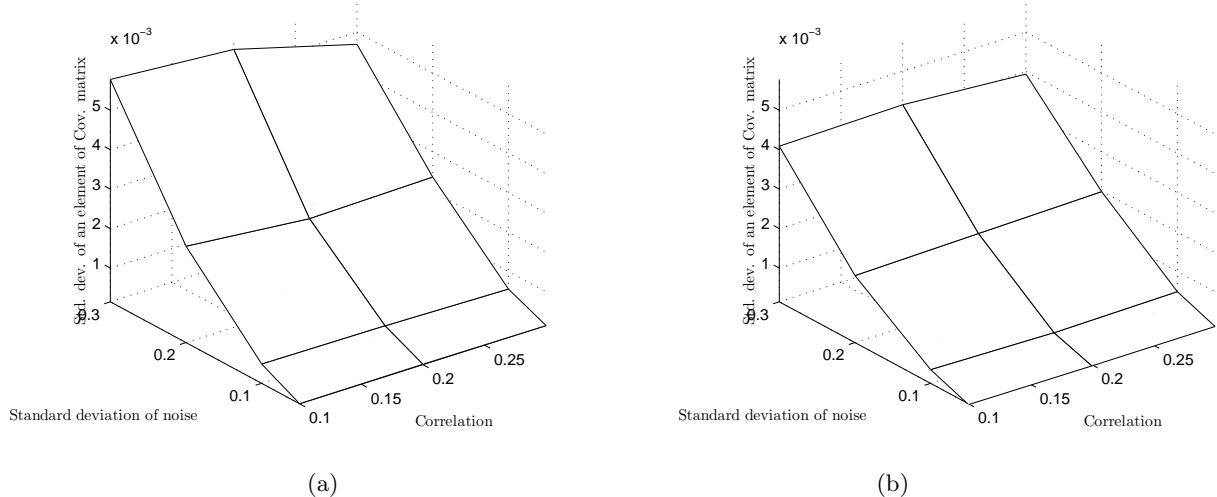 x 10⁻³
5
4
3
2
1
0.3
0.2
0.1
Std. dev. of an element of Cov. matrix
Standard deviation of noise
0.1
0.15
0.2
0.25
Correlation
(a)
x 10⁻³
5
4
3
2
1
0.3
0.2
0.1
Std. dev. of an element of Cov. matrix
Standard deviation of noise
0.1
0.15
0.2
0.25
Correlation
(b)